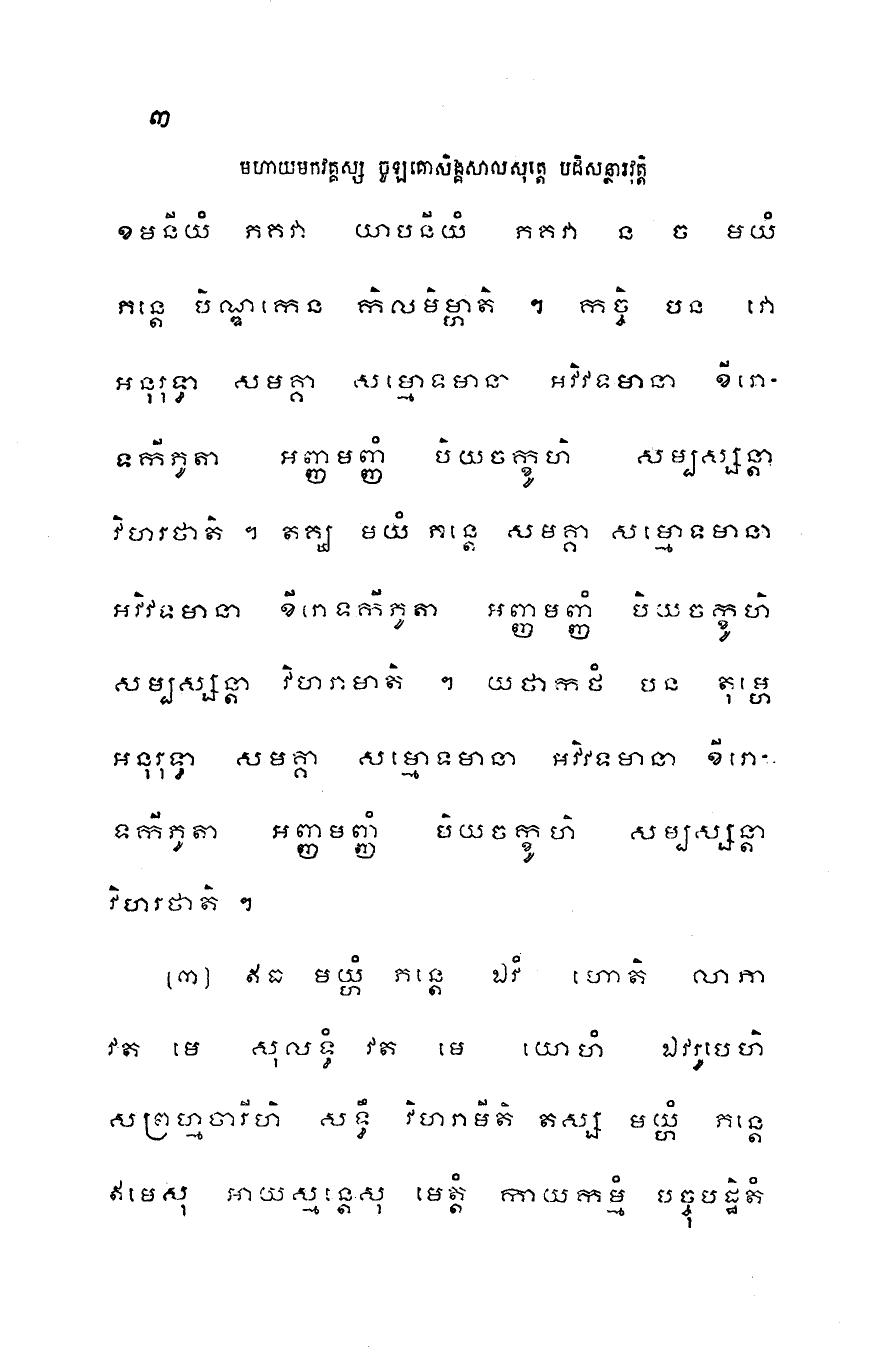 ៣
មហាយមកវគ្គស្ស ចូឡគោសិង្គសាលសុត្តេ បដិសន្ថារវុត្តិ
ខមនីយំ ភគវា យាបនីយំ ភគវា ន ច មយំ
ភន្តេ បិណ្ឌកេន កិលមិម្ហាតិ ។ កច្ចិ បន វោ
អនុរុទ្ធា សមគ្គា សម្មោទមានា អវិវទមានា ខីរោ-
ទកីភូតា អញ្ញមញ្ញំ បិយចក្ខូហិ សម្បស្សន្តា
វិហរថាតិ ។ តគ្ឃ មយំ ភន្តេ សមគ្គា សម្មោទមានា
អវិវទមានា ខីរោទកីភូតា អញ្ញមញ្ញំ បិយចក្ខូហិ
សម្បស្សន្តា វិហរាមាតិ ។ យថាកថំ បន តុម្ហេ
អនុរុទ្ធា សមគ្គា សម្មោទមានា អវិវទមានា ខីរោ-
ទកីភូតា អញ្ញមញ្ញំ បិយចក្ខូហិ សម្បស្សន្តា
វិហរថាតិ ។
(៣) ឥធ មយ្ហំ ភន្តេ ឯវំ ហោតិ លាភា
វត មេ សុលទ្ធំ វត មេ យោហំ ឯវរូបេហិ
សព្រហ្មចារីហិ សទ្ធឹ វិហរាមីតិ តស្ស មយ្ហំ ភន្តេ
ឥមេសុ អាយស្មន្តេសុ មេត្តំ កាយកម្មំ បច្ចុបដ្ឋិតំ